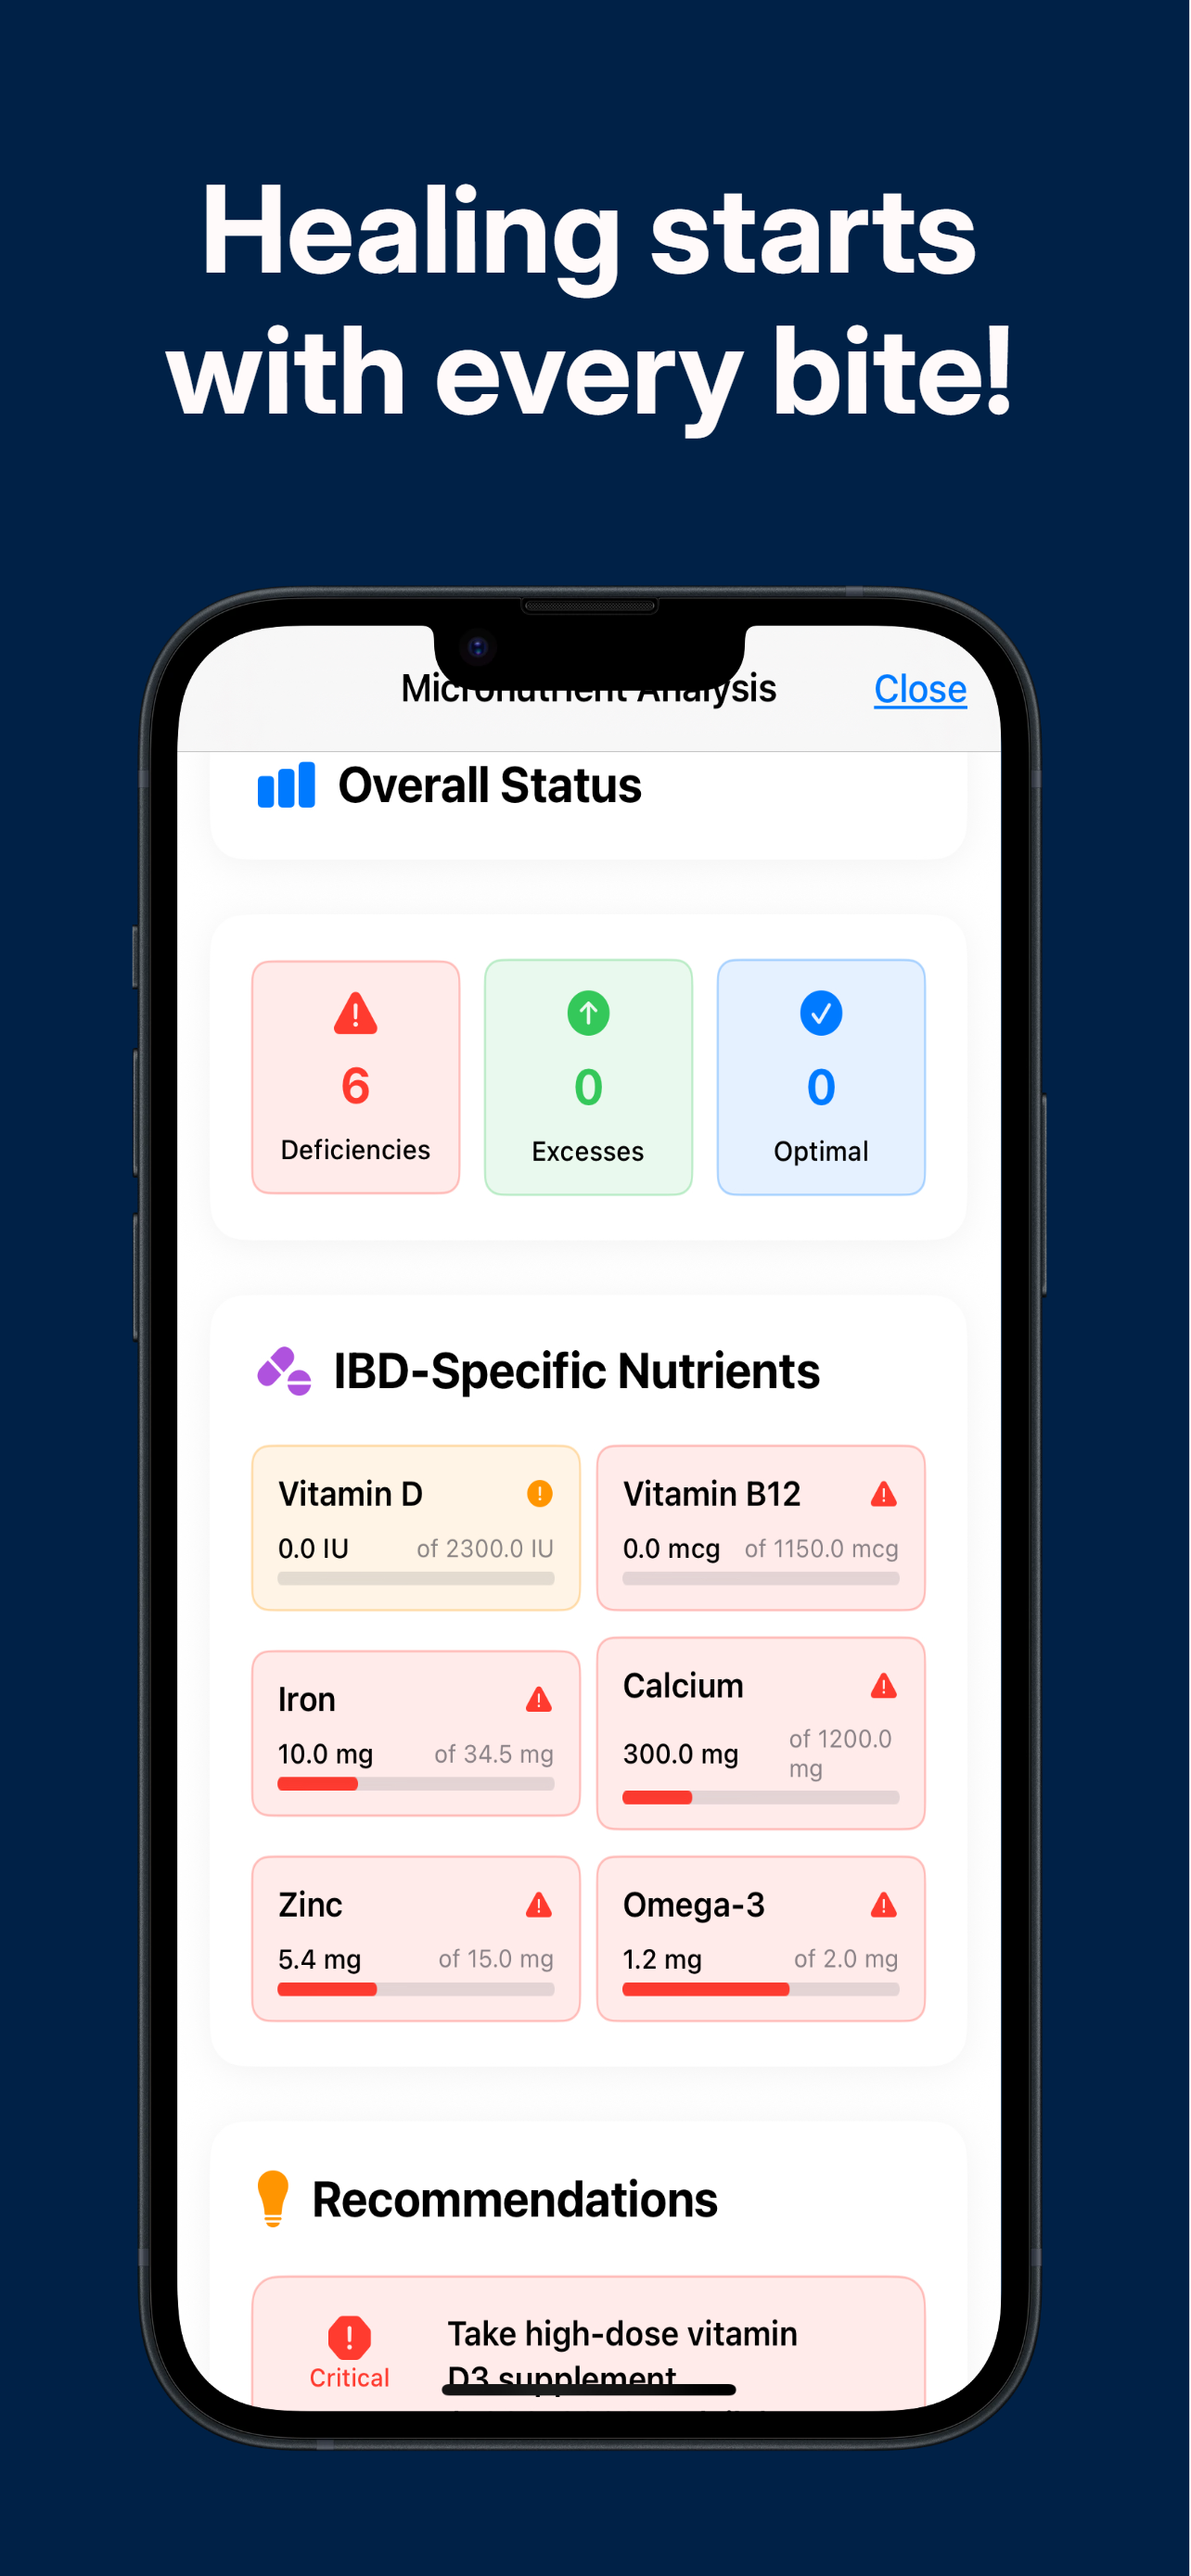 Healing starts
with every bite!
Micronutrient Analysis
Close
Overall Status
6
Deficiencies
0
Excesses
0
Optimal
IBD-Specific Nutrients
Vitamin D
0.0 IU of 2300.0 IU
Vitamin B12
0.0 mcg of 1150.0 mcg
Iron
10.0 mg of 34.5 mg
Calcium
300.0 mg of 1200.0
mg
Zinc
5.4 mg of 15.0 mg
Omega-3
1.2 mg of 2.0 mg
Recommendations
Critical
Take high-dose vitamin
D3 supplement